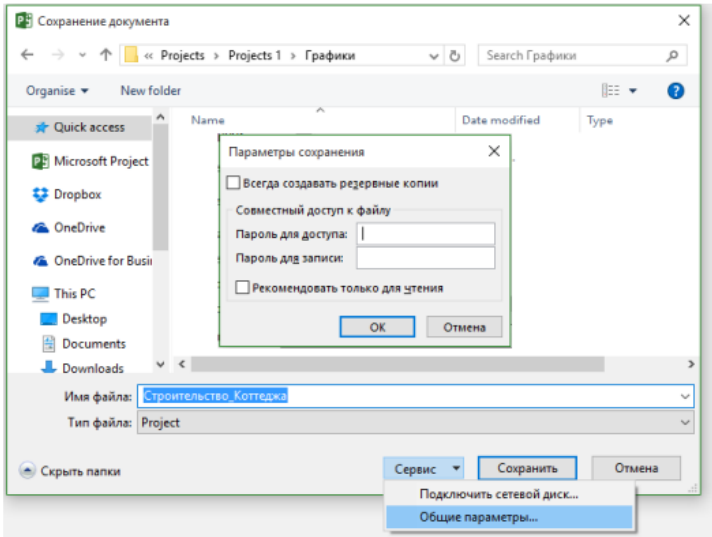 Сохранение документа
« Projects › Projects 1 › Графики
Search Графики
Organise
New folder
Name
Date modified
Type
Quick access
Microsoft Project
Dropbox
OneDrive
OneDrive for Busin
This PC
Desktop
Documents
Downloads
Параметры сохранения
Всегда создавать резервные копии
Совместный доступ к файлу
Пароль для доступа:
Пароль для записи:
Рекомендовать только для чтения
ОК
Отмена
Имя файла: Строительство_Коттеджа
Тип файла: Project
Скрыть папки
Сервис
Сохранить
Отмена
Подключить сетевой диск...
Общие параметры...